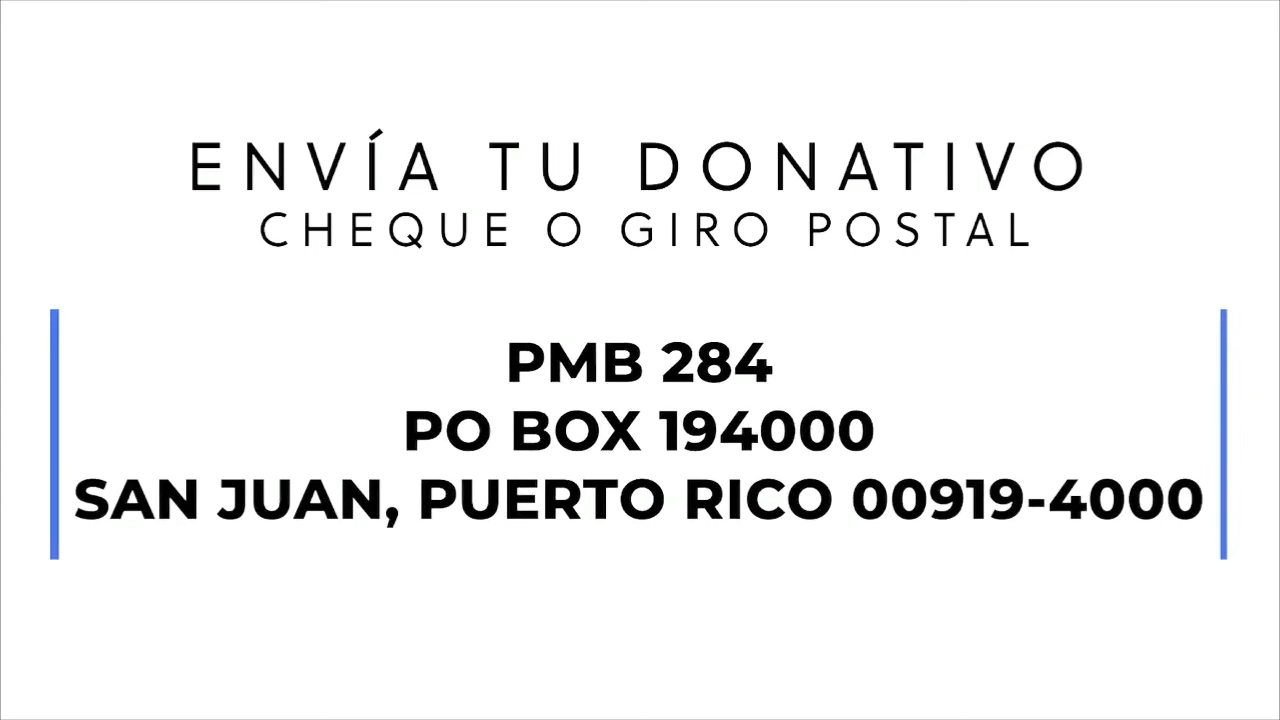 ENVÍA TU DONATIVO
CHEQUE O GIRO POSTAL
PMB 284
PO BOX 194000
SAN JUAN, PUERTO RICO 00919-4000